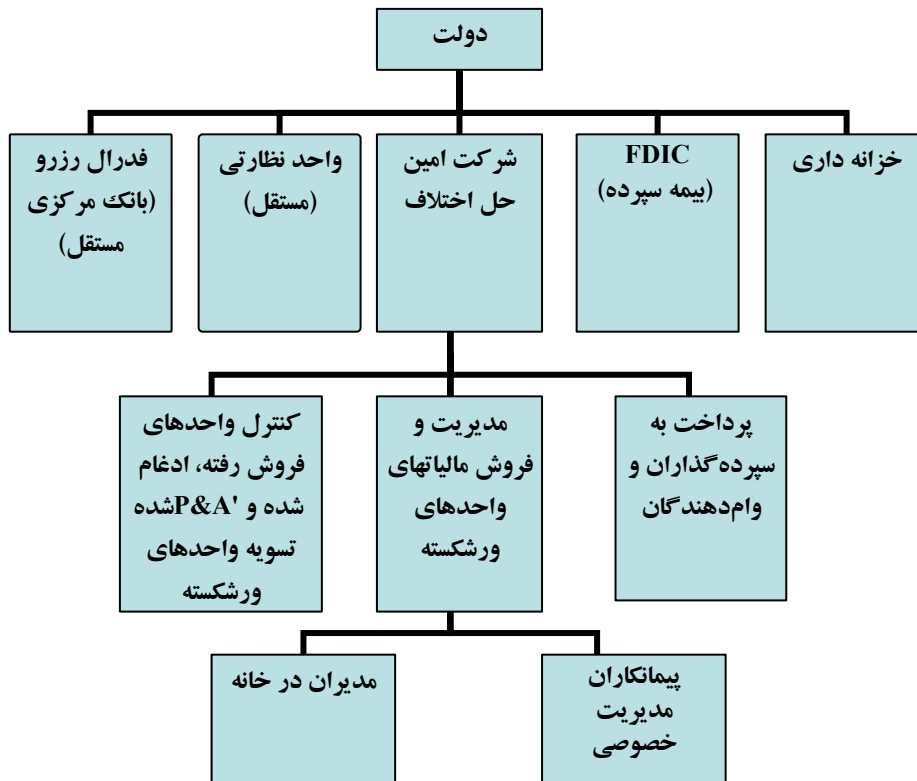 دولت
خزانه داری
FDIC
(بیمه سپرده)
شرکت امین
حل اختلاف
واحد نظارتی
(مستقل)
فدرال رزرو
(بانک مرکزی
مستقل)
پرداخت به
سپرده‌گذاران و
وام‌دهندگان
مدیریت و
فروش مالیاتهای
واحدهای
ورشکسته
کنترل واحدهای
فروش رفته، ادغام
شده و P&A'شده
تسویه واحدهای
ورشکسته
پیمانکاران
مدیریت
خصوصی
مدیران در خانه